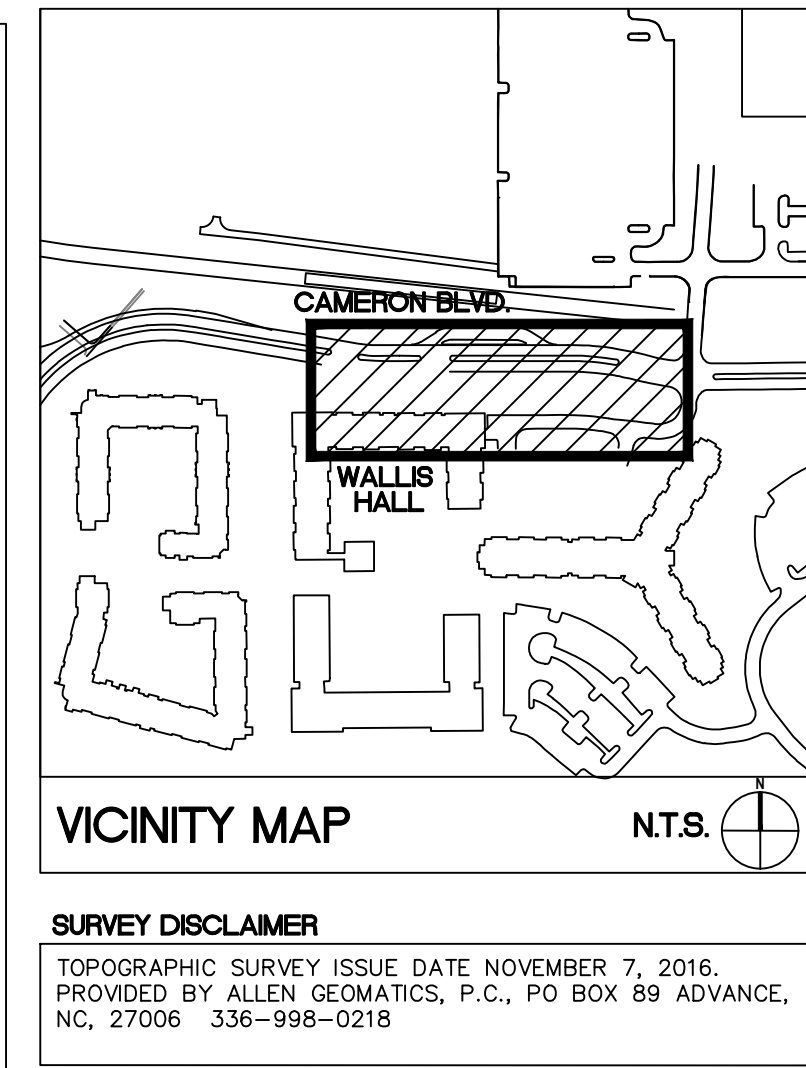 CAMERON BLVD.
WALLIS
HALL
VICINITY MAP
N.T.S.
N
SURVEY DISCLAIMER
TOPOGRAPHIC SURVEY ISSUE DATE NOVEMBER 7, 2016.
PROVIDED BY ALLEN GEOMATICS, P.C., PO BOX 89 ADVANCE,
NC, 27006 336-998-0218